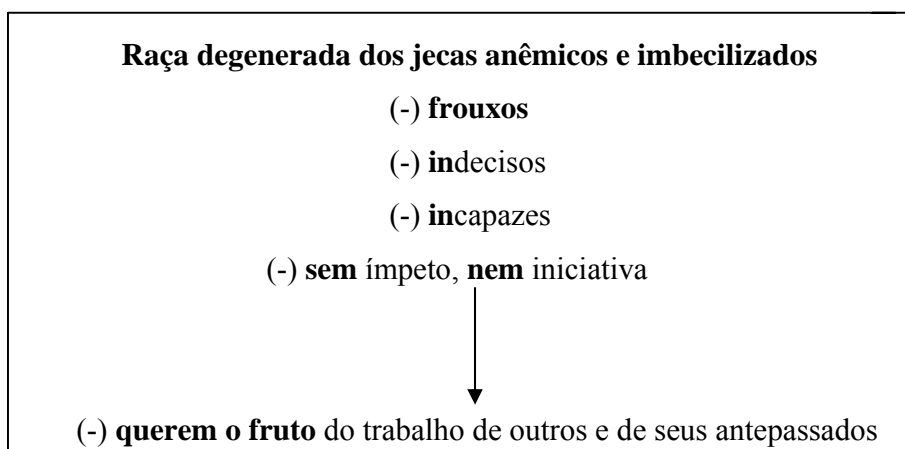 Raça degenerada dos jecas anêmicos e imbecilizados
(-) frouxos
(-) indecisos
(-) incapazes
(-) sem ímpeto, nem iniciativa
(-) querem o fruto do trabalho de outros e de seus antepassados